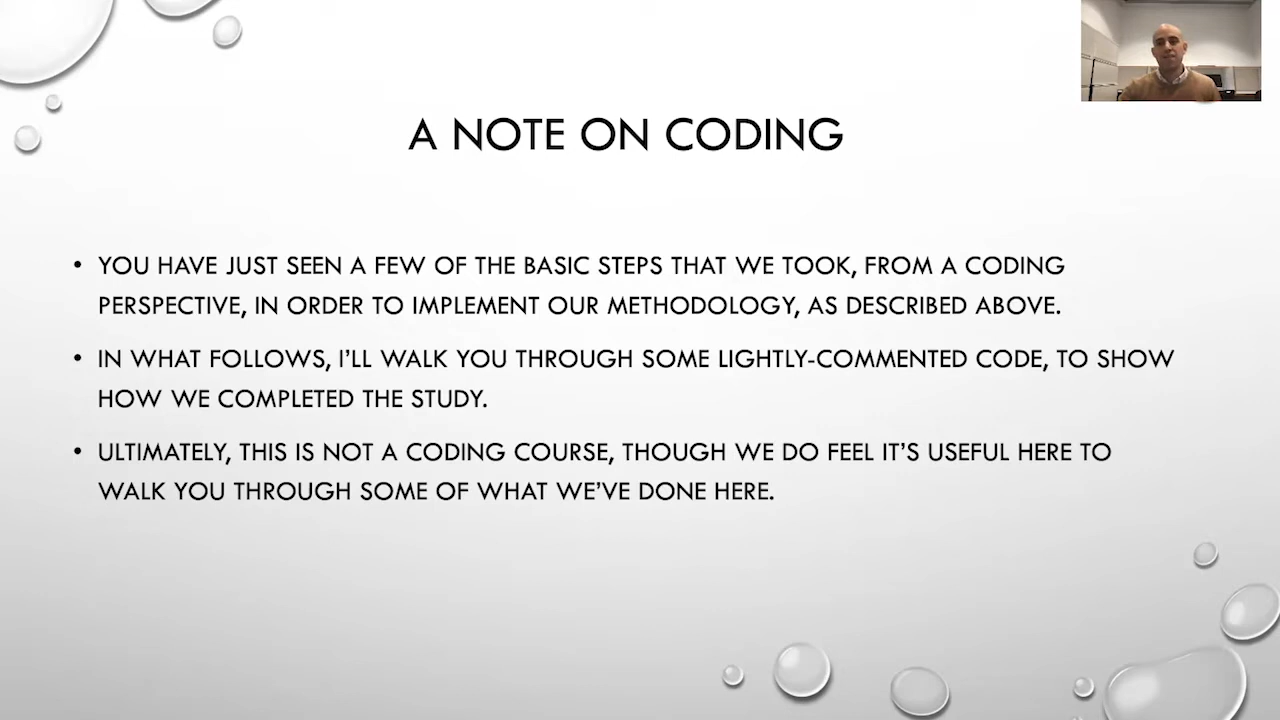 A NOTE ON CODING
• YOU HAVE JUST SEEN A FEW OF THE BASIC STEPS THAT WE TOOK, FROM A CODING
PERSPECTIVE, IN ORDER TO IMPLEMENT OUR METHODOLOGY, AS DESCRIBED ABOVE.
• IN WHAT FOLLOWS, I'LL WALK YOU THROUGH SOME LIGHTLY-COMMENTED CODE, TO SHOW
HOW WE COMPLETED THE STUDY.
• ULTIMATELY, THIS IS NOT A CODING COURSE, THOUGH WE DO FEEL IT'S USEFUL HERE TO
WALK YOU THROUGH SOME OF WHAT WE'VE DONE HERE.